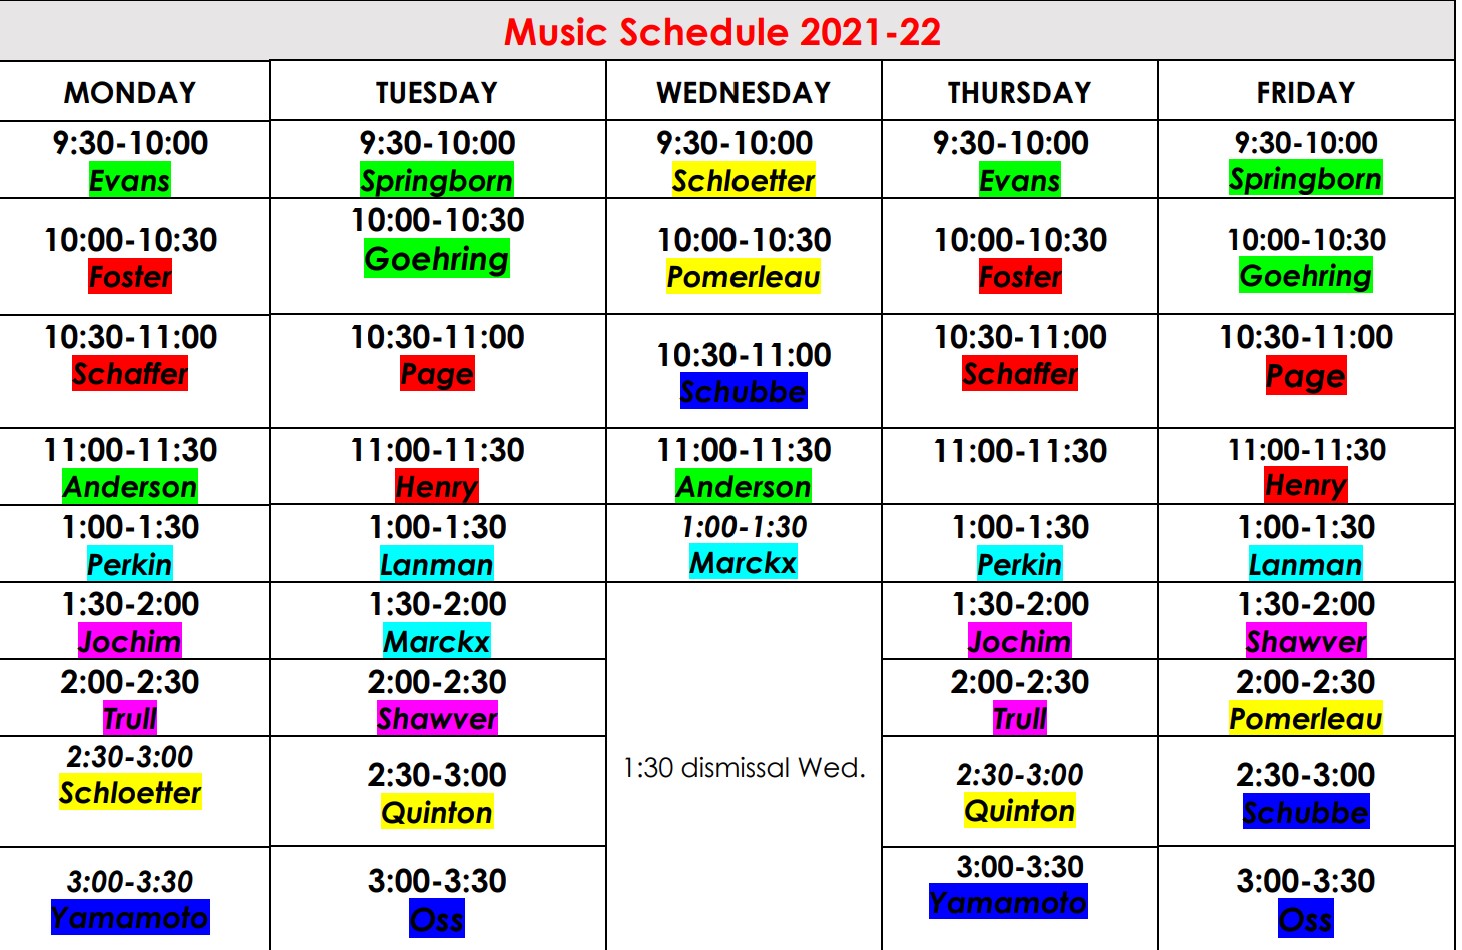 Music Schedule 2021-22
MONDAY TUESDAY WEDNESDAY THURSDAY FRIDAY
9:30-10:00 9:30-10:00 9:30-10:00 9:30-10:00 9:30-10:00
Evans Springborn Schloetter Evans Springborn
10:00-10:30 10:00-10:30 10:00-10:30 10:00-10:30 10:00-10:30
Foster Goehring Pomerleau Foster Goehring
10:30-11:00 10:30-11:00 10:30-11:00 10:30-11:00 10:30-11:00
Schaffer Page Schubbe Schaffer Page
11:00-11:30 11:00-11:30 11:00-11:30 11:00-11:30 11:00-11:30
Anderson Henry Anderson Henry
1:00-1:30 1:00-1:30 1:00-1:30 1:00-1:30 1:00-1:30
Perkin Lanman Marckx Perkin Lanman
1:30-2:00 1:30-2:00 1:30-2:00 1:30-2:00
Jochim Marckx Jochim Shawver
2:00-2:30 2:00-2:30 2:00-2:30 2:00-2:30
Trull Shawver Trull Pomerleau
2:30-3:00 2:30-3:00 1:30 dismissal Wed. 2:30-3:00 2:30-3:00
Schloetter Quinton Quinton Schubbe
3:00-3:30 3:00-3:30 3:00-3:30 3:00-3:30
Yamamoto Oss Yamamoto Oss